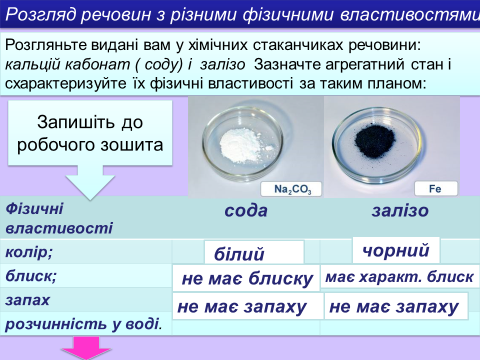 Розгляд речовин з різними фізичними властивостями
Розгляньте видані вам у хімічних стаканчиках речовини:
кальцій кабонат ( соду) і залізо Зазначте агрегатний стан і
схарактеризуйте їх фізичні властивості за таким планом:
Запишіть до
робочого зошита
Na2CO3
Fe
Фізичні
властивості
сода
залізо
колір;
білий
чорний
блиск;
не має блиску
має характ. блиск
запах
не має запаху
не має запаху
розчинність у воді.